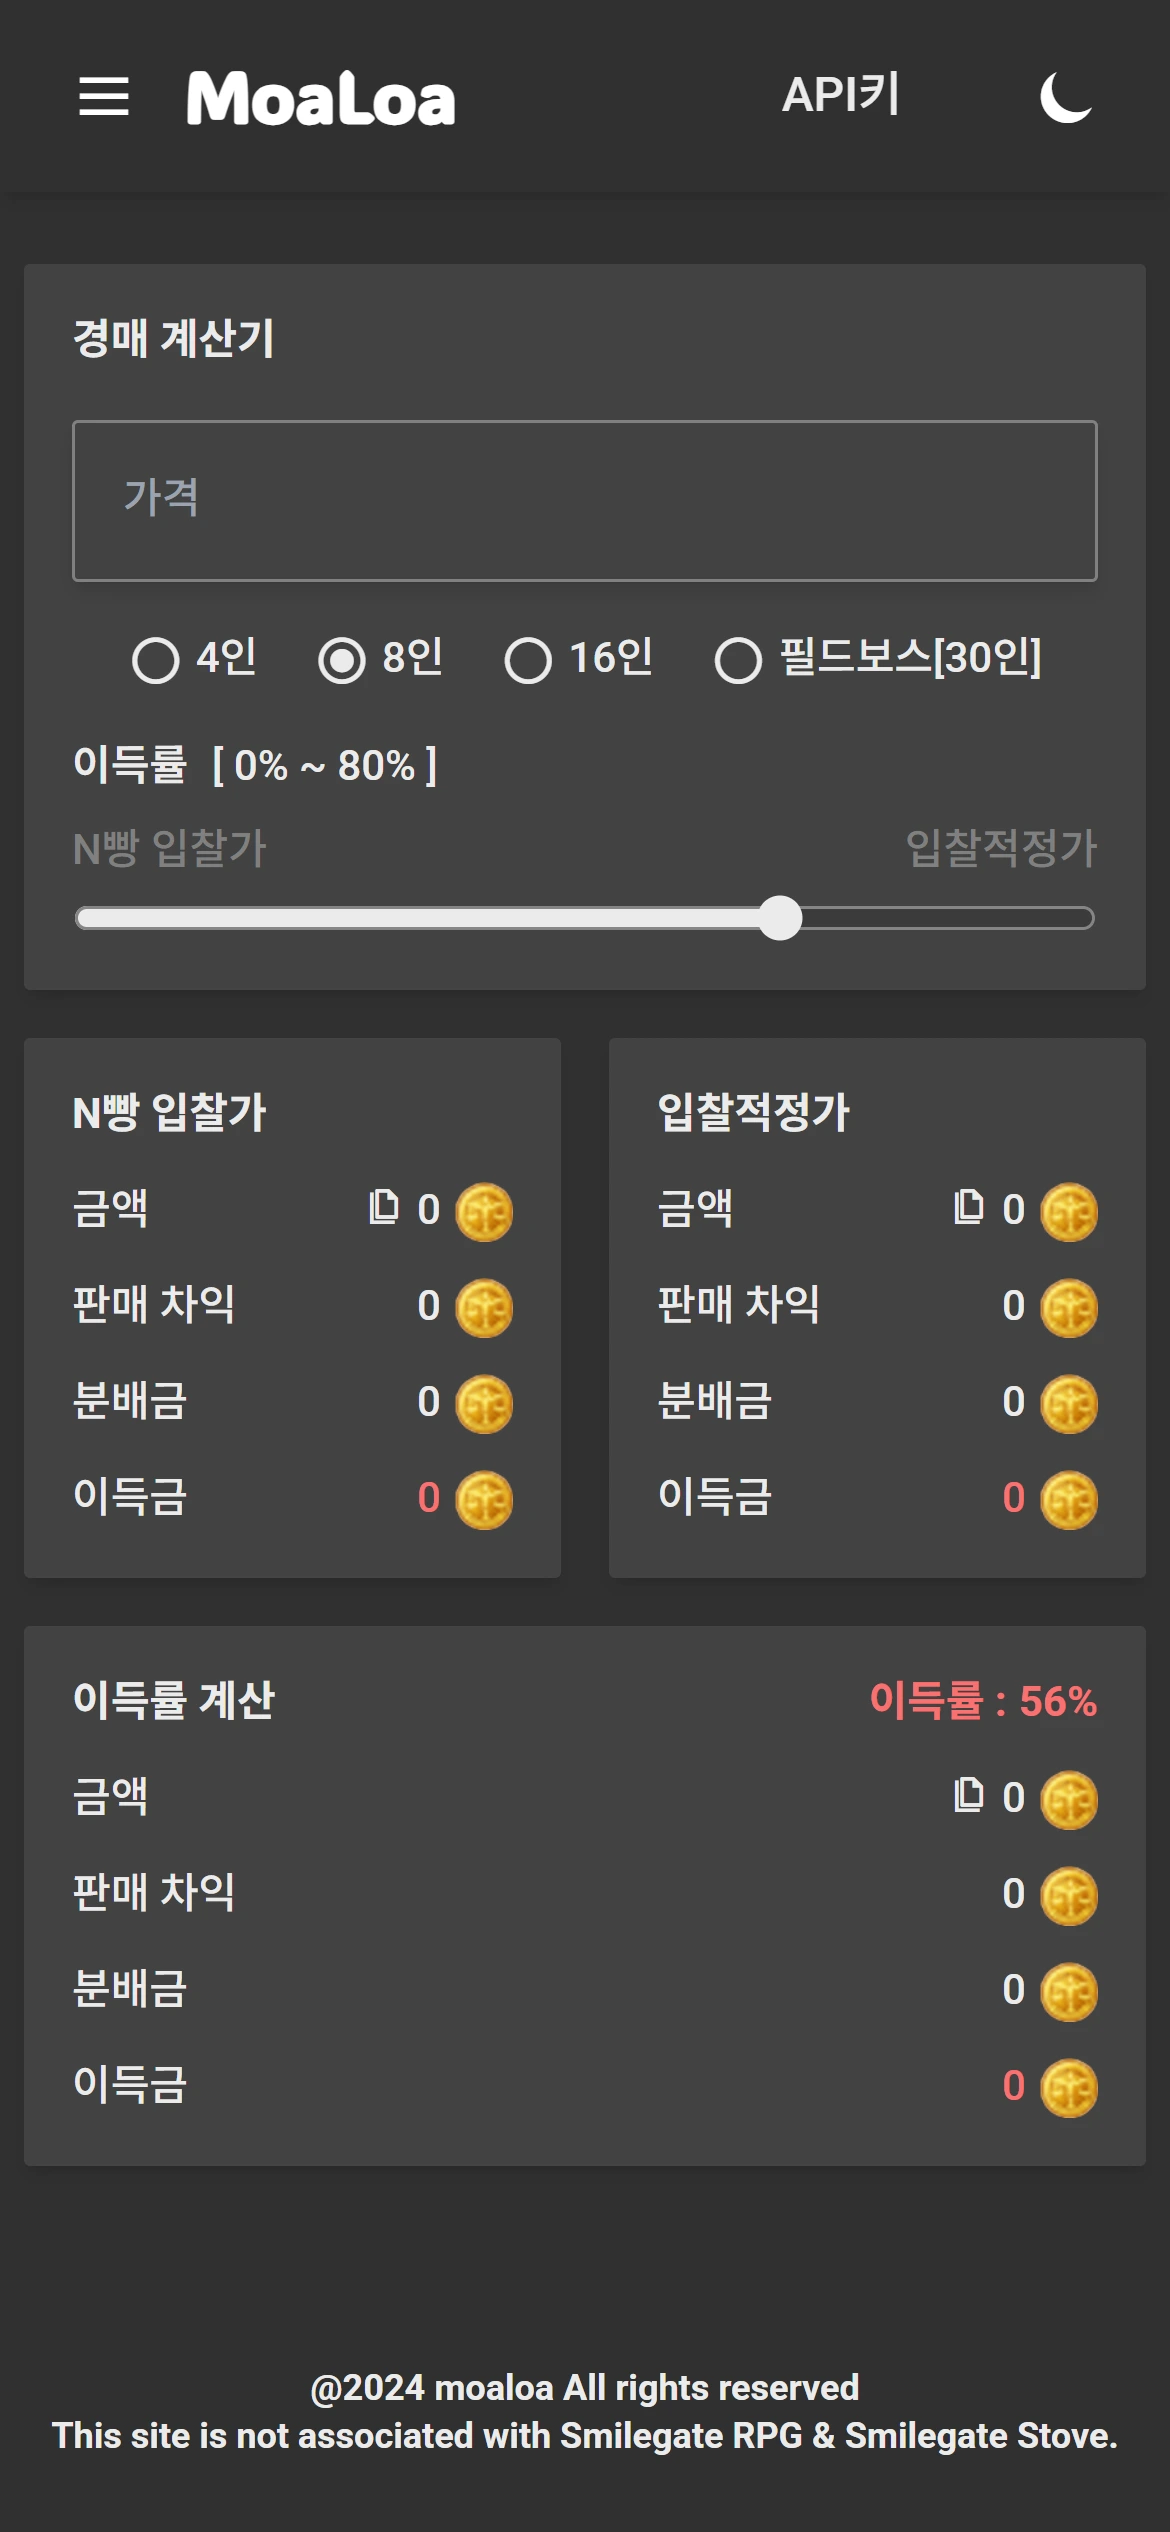 MoaLoa
API키
경매 계산기
가격
4인 8인 16인 필드보스[30인]
이득률 [ 0% ~ 80% ]
N빵 입찰가 입찰적정가
N빵 입찰가
금액 0
판매 차익 0
분배금 0
이득금 0
입찰적정가
금액 0
판매 차익 0
분배금 0
이득금 0
이득률 계산 이득률 : 56%
금액 0
판매 차익 0
분배금 0
이득금 0
@2024 moaloa All rights reserved
This site is not associated with Smilegate RPG & Smilegate Stove.